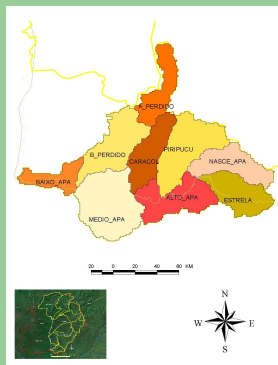 A_PERDIDO
PIRIPUCU
B_PERDIDO
CARACOL
NASCE_APA
BAIXO_APA
ALTO_APA
ESTRELA
MEDIO_APA
20 0 20 40 60 KM
N
W E
S